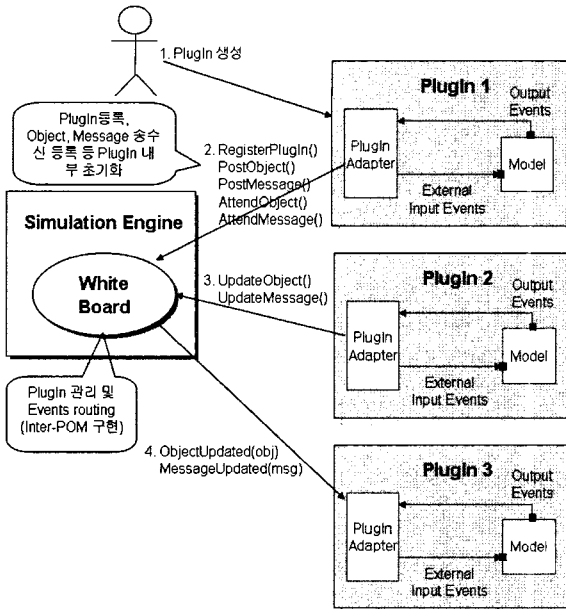 1. PlugIn 생성
PlugIn등록,
Object, Message 송수
신 등록 등 PlugIn 내
부 초기화
2. RegisterPlugIn()
PostObject()
PostMessage()
AttendObject()
AttendMessage()
Simulation Engine
White
Board
3. UpdateObject()
UpdateMessage()
PlugIn 관리 및
Events routing
(Inter-POM 구현)
4. ObjectUpdated(obj)
MessageUpdated(msg)
PlugIn 1
Output
Events
PlugIn
Adapter
Model
External
Input Events
PlugIn 2
Output
Events
PlugIn
Adapter
Model
External
Input Events
PlugIn 3
Output
Events
PlugIn
Adapter
Model
External
Input Events